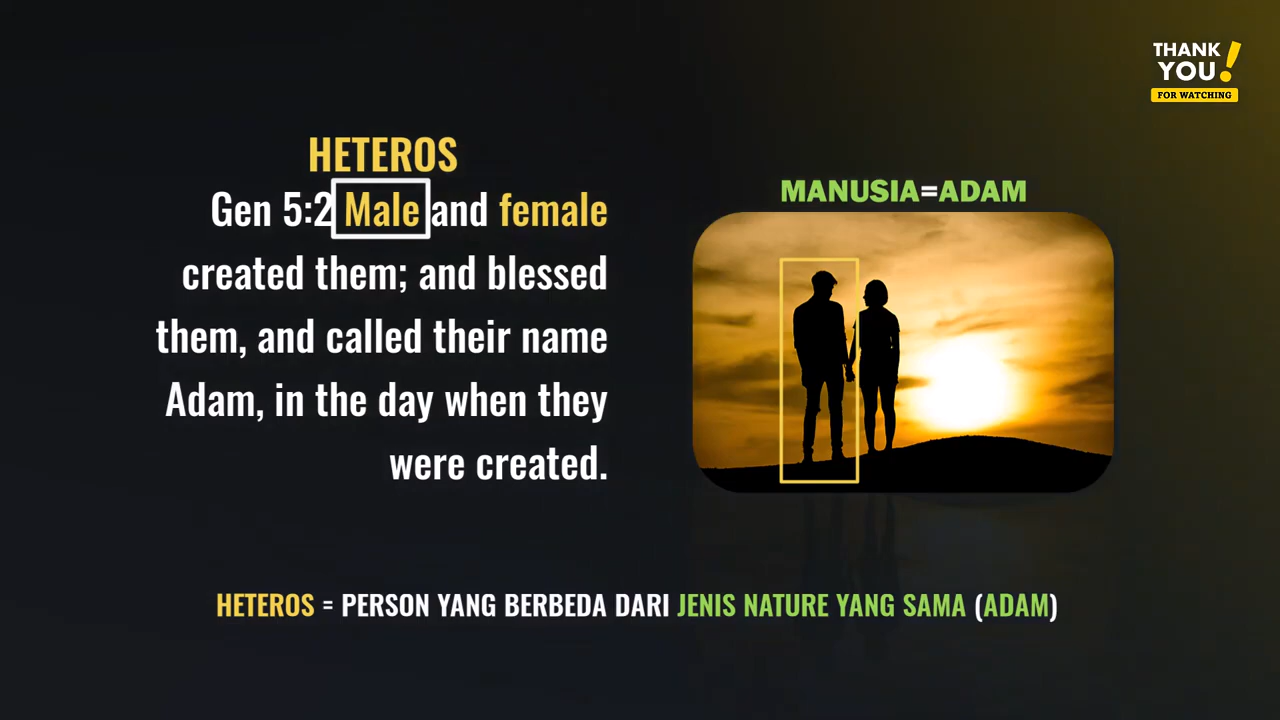 THANK
YOU!
FOR WATCHING
HETEROS
Gen 5:2 Male and female
created them; and blessed
them, and called their name
Adam, in the day when they
were created.
MANUSIA=ADAM
HETEROS = PERSON YANG BERBEDA DARI JENIS NATURE YANG SAMA (ADAM)